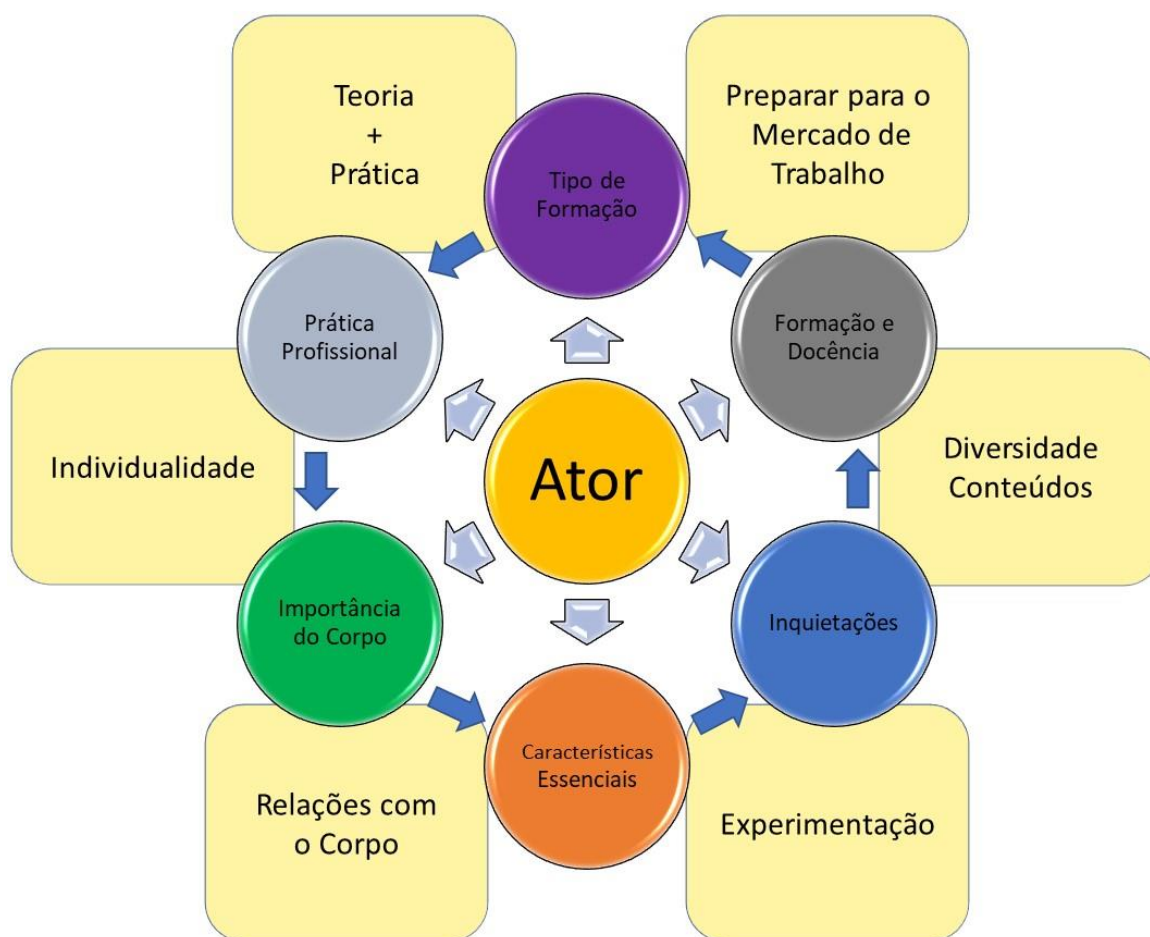 Teoria
+
Prática
Preparar para o
Mercado de
Trabalho
Tipo de
Formação
Prática
Profissional
Formação e
Docência
Individualidade
Ator
Diversidade
Conteúdos
Importância
do Corpo
Inquietações
Características
Essenciais
Relações com
o Corpo
Experimentação